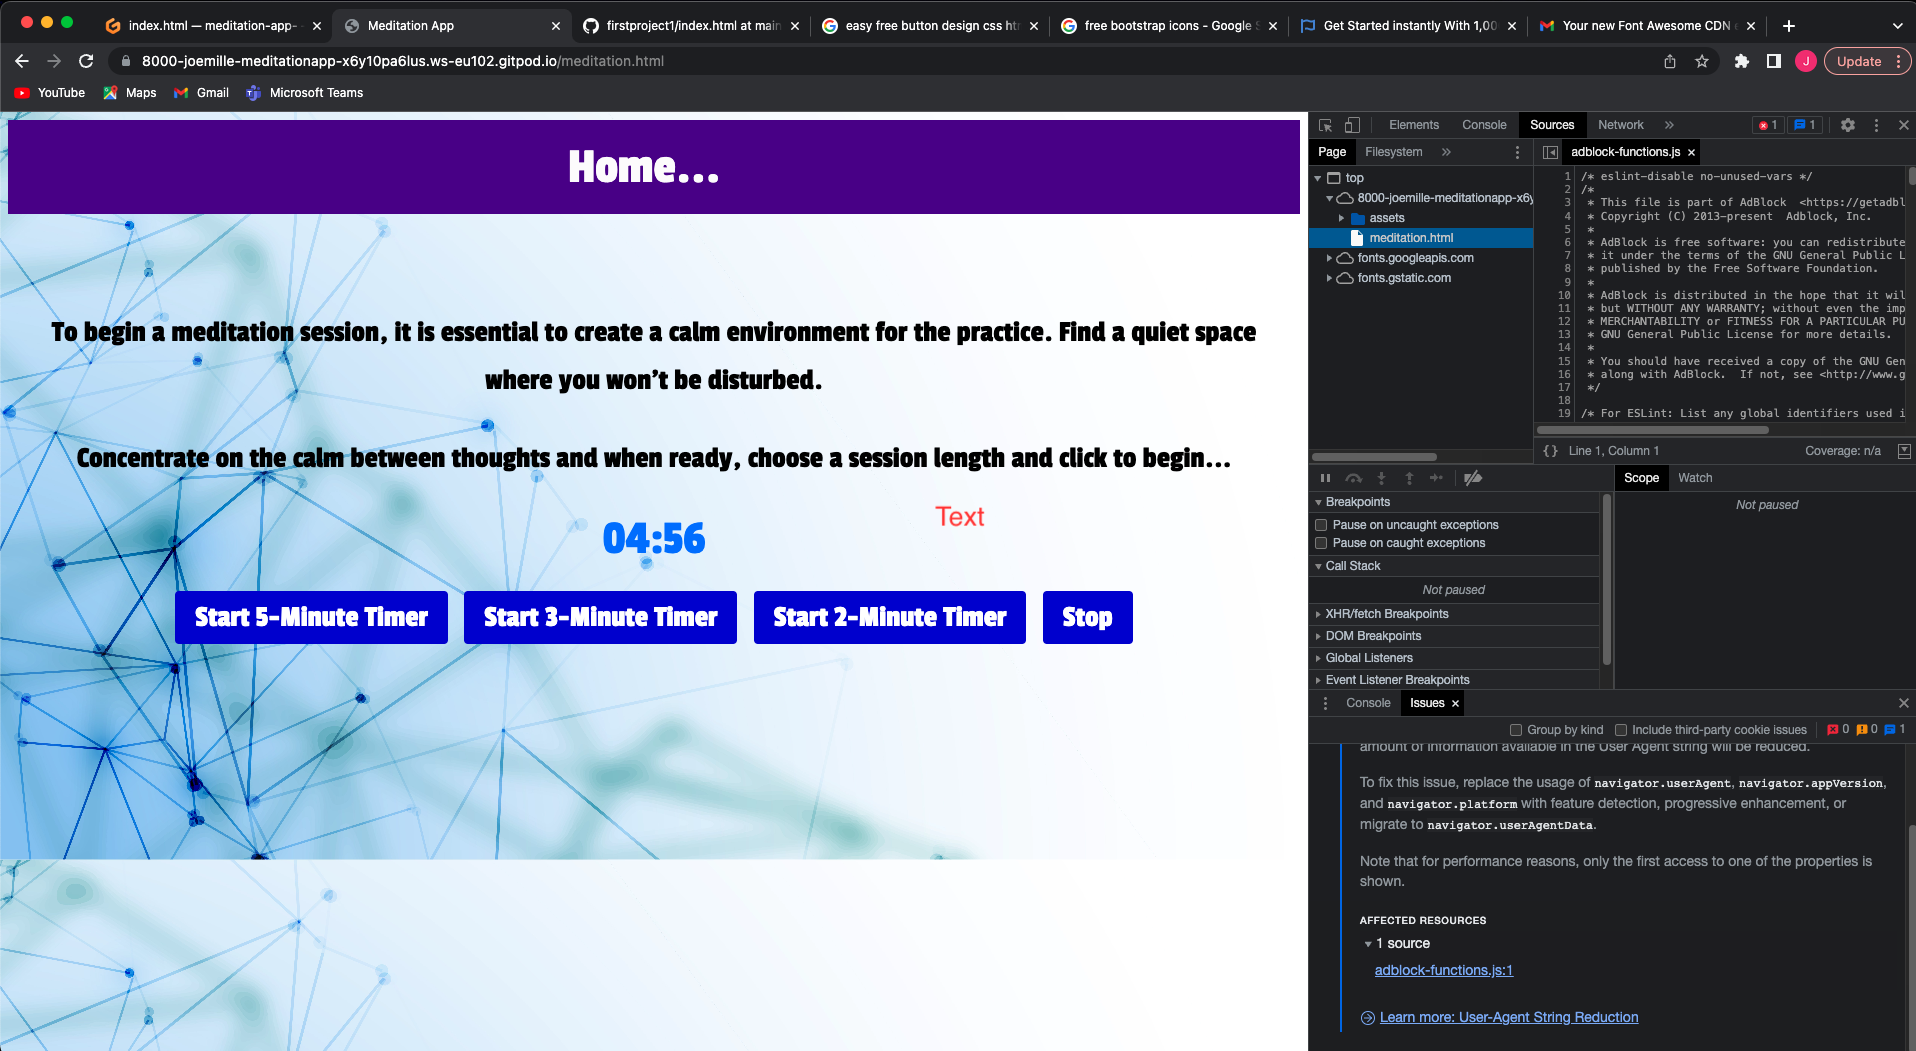 index.html — meditation-app-
Meditation App
firstproject1/index.html at main
easy free button design css htm
free bootstrap icons - Google S
Get Started instantly With 1,00
Your new Font Awesome CDN e
8000-joemille-meditationapp-x6y10pa6lus.ws-eu102.gitpod.io/meditation.html
J
Update
YouTube
Maps
Gmail
Microsoft Teams
Home...
To begin a meditation session, it is essential to create a calm environment for the practice. Find a quiet space
where you won't be disturbed.
Concentrate on the calm between thoughts and when ready, choose a session length and click to begin...
Text
04:56
Start 5-Minute Timer
Start 3-Minute Timer
Start 2-Minute Timer
Stop
Elements
Console
Sources
Network
»
1
1
Page
Filesystem
»
adblock-functions.js
top
8000-joemille-meditationapp-x6y
assets
meditation.html
fonts.googleapis.com
fonts.gstatic.com
1 /* eslint-disable no-unused-vars */
2 /*
3 * This file is part of AdBlock <https://getadbl
4 * Copyright (C) 2013-present Adblock, Inc.
5 *
6 * AdBlock is free software: you can redistribute
7 * it under the terms of the GNU General Public L
8 * published by the Free Software Foundation.
9 *
10 * AdBlock is distributed in the hope that it wil
11 * but WITHOUT ANY WARRANTY; without even the imp
12 * MERCHANTABILITY or FITNESS FOR A PARTICULAR PU
13 * GNU General Public License for more details.
14 *
15 * You should have received a copy of the GNU Gen
16 * along with AdBlock. If not, see <http://www.g
17 */
18
19 /* For ESLint: List any global identifiers used i
{} Line 1, Column 1
Coverage: n/a
Scope
Watch
Not paused
Breakpoints
Pause on uncaught exceptions
Pause on caught exceptions
Call Stack
Not paused
XHR/fetch Breakpoints
DOM Breakpoints
Global Listeners
Event Listener Breakpoints
Console
Issues
Group by kind
Include third-party cookie issues
0
0
1
amount of information available in the User Agent string will be reduced.
To fix this issue, replace the usage of navigator.userAgent, navigator.appVersion,
and navigator.platform with feature detection, progressive enhancement, or
migrate to navigator.userAgentData.
Note that for performance reasons, only the first access to one of the properties is
shown.
AFFECTED RESOURCES
1 source
adblock-functions.js:1
Learn more: User-Agent String Reduction